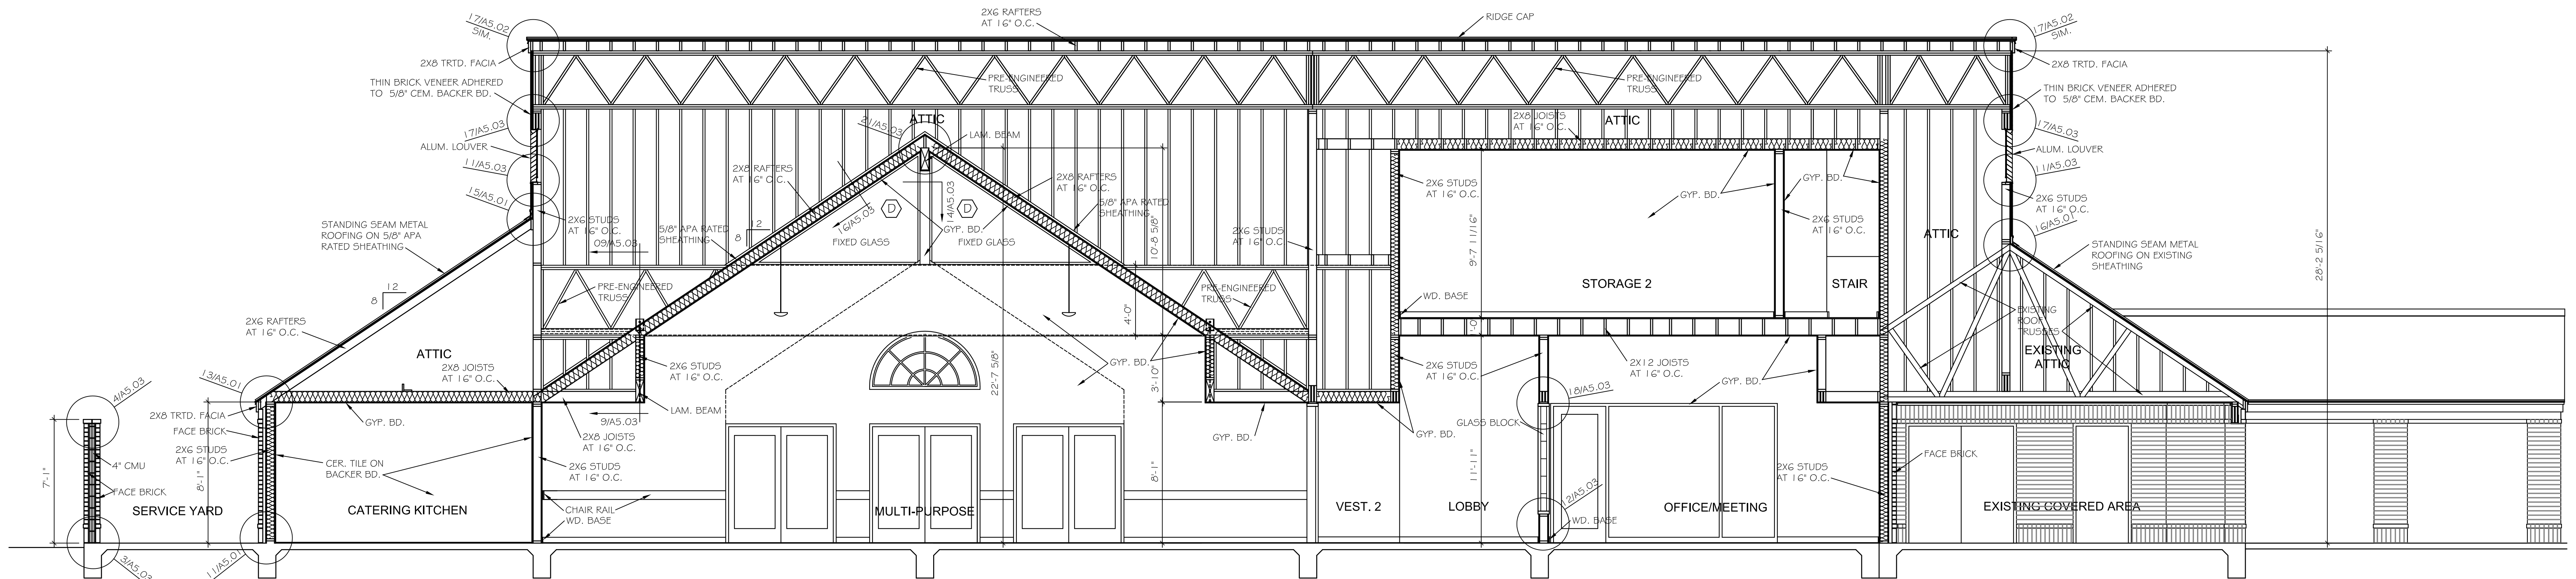 17/A5.02
SIM.
2X6 RAFTERS
AT 16" O.C.
RIDGE CAP
17/A5.02
SIM.
2X8 TRTD. FACIA
2X8 TRTD. FACIA
THIN BRICK VENEER ADHERED
TO 5/8" CEM. BACKER BD.
PRE-ENGINEERED
TRUSS
PRE-ENGINEERED
TRUSS
THIN BRICK VENEER ADHERED
TO 5/8" CEM. BACKER BD.
17/A5.03
ALUM. LOUVER
11/A5.03
15/A5.01
21/A5.03
ATTIC
LAM. BEAM
2X8 JOISTS
AT 16" O.C.
ATTIC
17/A5.03
ALUM. LOUVER
11/A5.03
2X8 RAFTERS
AT 16" O.C.
2X8 RAFTERS
AT 16" O.C.
14/A5.03
16/A5.03
D
D
5/8" APA RATED
SHEATHING
2X6 STUDS
AT 16" O.C.
GYP. BD.
GYP. BD.
2X6 STUDS
AT 16" O.C.
2X6 STUDS
AT 16" O.C.
16/A5.01
STANDING SEAM METAL
ROOFING ON 5/8" APA
RATED SHEATHING
2X6 STUDS
AT 16" O.C.
09/A5.03
5/8" APA RATED
SHEATHING
12
8
FIXED GLASS
GYP. BD.
FIXED GLASS
10'-8 5/8"
2X6 STUDS
AT 16" O.C.
9'-7 11/16"
ATTIC
STANDING SEAM METAL
ROOFING ON EXISTING
SHEATHING
28'-2 5/16"
12
8
PRE-ENGINEERED
TRUSS
PRE-ENGINEERED
TRUSS
STORAGE 2
STAIR
WD. BASE
2X6 RAFTERS
AT 16" O.C.
4'-0"
EXISTING
ROOF
TRUSSES
ATTIC
2X8 JOISTS
AT 16" O.C.
2X6 STUDS
AT 16" O.C.
22'-7 5/8"
GYP. BD.
3'-10"
2X6 STUDS
AT 16" O.C.
2X12 JOISTS
AT 16" O.C.
GYP. BD.
EXISTING
ATTIC
4/A5.03
13/A5.01
2X8 TRTD. FACIA
GYP. BD.
LAM. BEAM
9/A5.03
18/A5.03
FACE BRICK
2X6 STUDS
AT 16" O.C.
2X8 JOISTS
AT 16" O.C.
GYP. BD.
GYP. BD.
GLASS BLOCK
7'-1"
4" CMU
FACE BRICK
8'-1"
CER. TILE ON
BACKER BD.
2X6 STUDS
AT 16" O.C.
8'-1"
11'-11"
2X6 STUDS
AT 16" O.C.
FACE BRICK
12/A5.03
SERVICE YARD
CATERING KITCHEN
CHAIR RAIL
WD. BASE
MULTI-PURPOSE
VEST. 2
LOBBY
WD. BASE
OFFICE/MEETING
EXISTING COVERED AREA
3/A5.03
11/A5.01